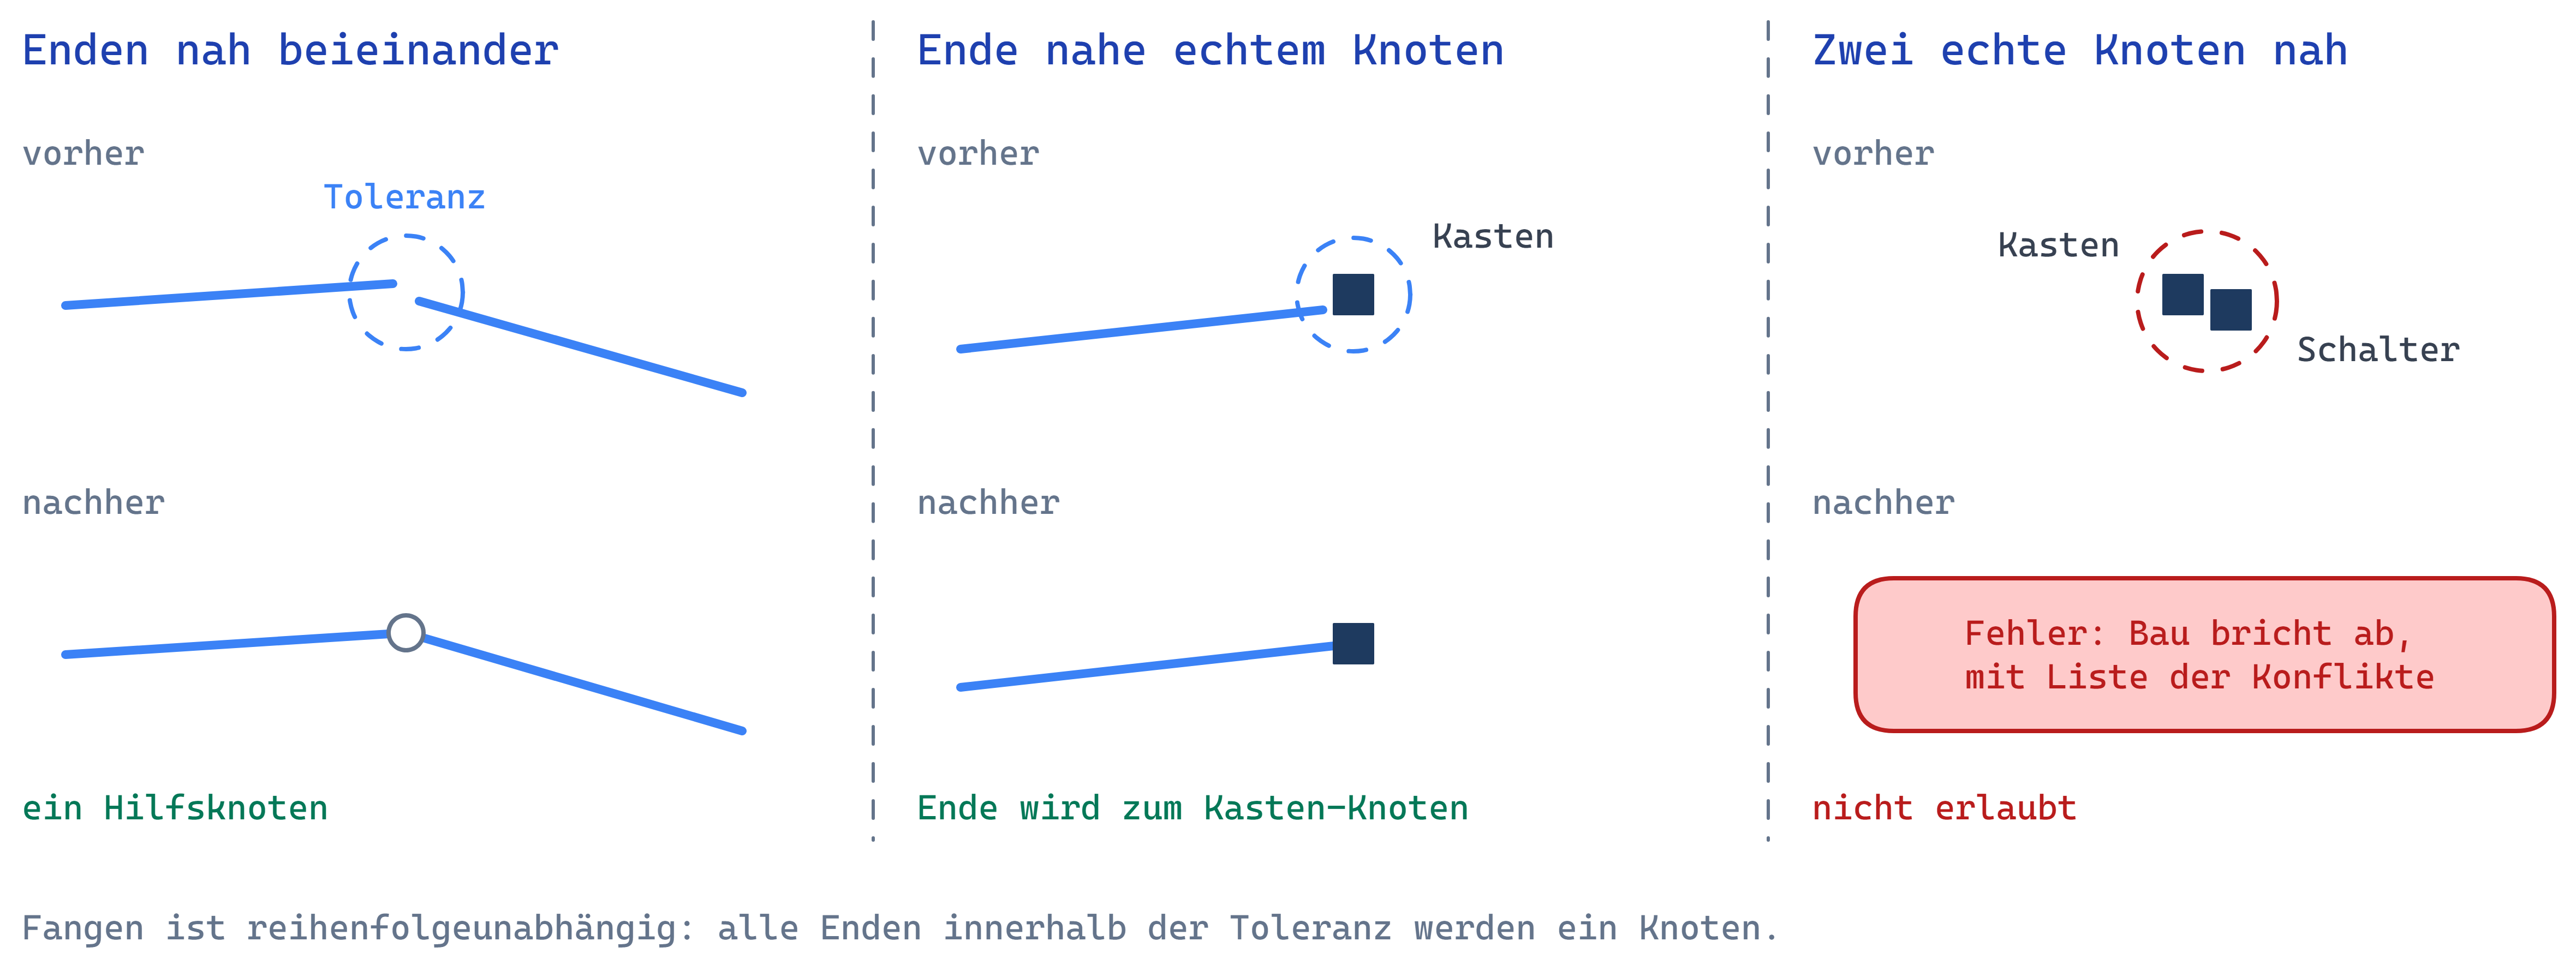 Enden nah beieinander
vorher
Toleranz
nachher
ein Hilfsknoten
Ende nahe echtem Knoten
vorher
Kasten
nachher
Ende wird zum Kasten-Knoten
Zwei echte Knoten nah
vorher
Kasten
Schalter
nachher
Fehler: Bau bricht ab,
mit Liste der Konflikte
nicht erlaubt
Fangen ist reihenfolgeunabhängig: alle Enden innerhalb der Toleranz werden ein Knoten.